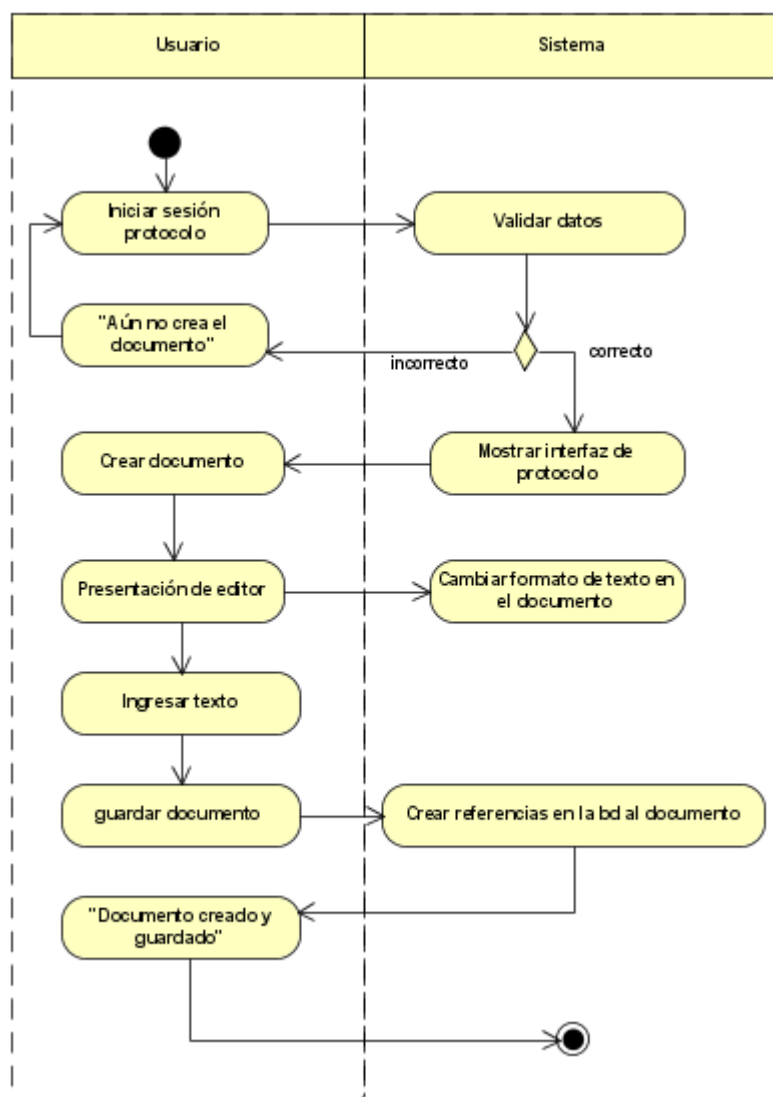 Usuario
Sistema
Iniciar sesión
protocolo
Validar datos
"Aún no crea el
documento"
incorrecto
correcto
Crear documento
Mostrar interfaz de
protocolo
Presentación de editor
Cambiar formato de texto en
el documento
Ingresar texto
guardar documento
Crear referencias en la bd al documento
"Documento creado y
guardado"